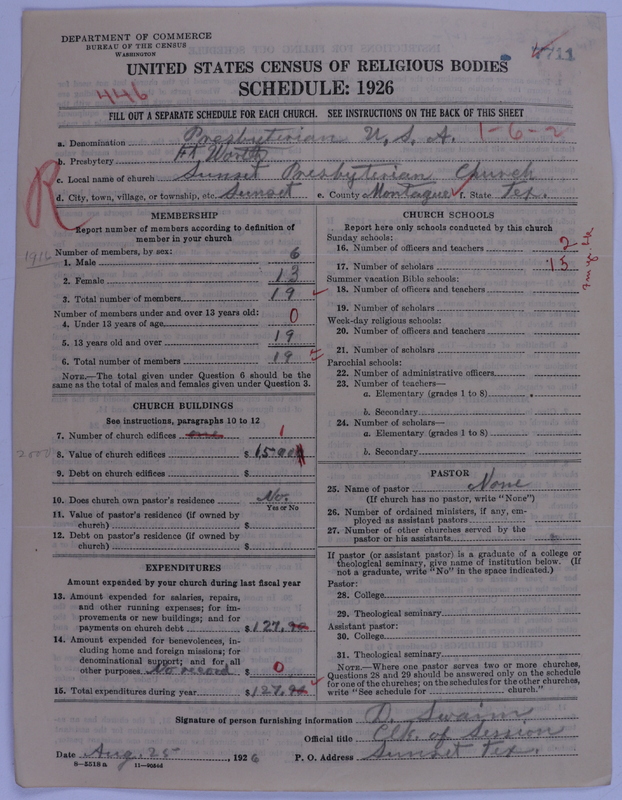 DEPARTMENT OF COMMERCE
BUREAU OF THE CENSUS
WASHINGTON
7711
UNITED STATES CENSUS OF RELIGIOUS BODIES
446
SCHEDULE: 1926
FILL OUT A SEPARATE SCHEDULE FOR EACH CHURCH. SEE INSTRUCTIONS ON THE BACK OF THIS SHEET
a. Denomination Presbyterian U. S. A. 1-6-2
b. Presbytery Ft. Worth
c. Local name of church Sunset Presbyterian Church
d. City, town, village, or township, etc. Sunset e. County Montague f. State Tex.
R
MEMBERSHIP
Report number of members according to definition of
member in your church
1916
Number of members, by sex:
1. Male 6
2. Female 13
3. Total number of members 19
Number of members under and over 13 years old:
4. Under 13 years of age 0
5. 13 years old and over 19
6. Total number of members 19
NOTE.—The total given under Question 6 should be the
same as the total of males and females given under Question 3.
CHURCH BUILDINGS
See instructions, paragraphs 10 to 12
7. Number of church edifices one 1
2000
8. Value of church edifices $ 1500
9. Debt on church edifices $
10. Does church own pastor's residence No.
Yes or No
11. Value of pastor's residence (if owned by
church) $
12. Debt on pastor's residence (if owned by
church) $
EXPENDITURES
Amount expended by your church during last fiscal year
13. Amount expended for salaries, repairs,
and other running expenses; for im-
provements or new buildings; and for
payments on church debt $ 127.90
14. Amount expended for benevolences, in-
cluding home and foreign missions; for
denominational support; and for all
other purposes No record $ 0
15. Total expenditures during year $ 127.90
CHURCH SCHOOLS
Report here only schools conducted by this church
Sunday schools:
16. Number of officers and teachers 2
17. Number of scholars 15
Summer vacation Bible schools:
18. Number of officers and teachers
19. Number of scholars
Week-day religious schools:
20. Number of officers and teachers
21. Number of scholars
Parochial schools:
22. Number of administrative officers
23. Number of teachers—
a. Elementary (grades 1 to 8)
b. Secondary
24. Number of scholars—
a. Elementary (grades 1 to 8)
b. Secondary
PASTOR
25. Name of pastor None
(If church has no pastor, write "None")
26. Number of ordained ministers, if any, em-
ployed as assistant pastors
27. Number of other churches served by the
pastor or his assistants
If pastor (or assistant pastor) is a graduate of a college or
theological seminary, give name of institution below. (If
not a graduate, write "No" in the space indicated.)
Pastor:
28. College
29. Theological seminary
Assistant pastor:
30. College
31. Theological seminary
NOTE.—Where one pastor serves two or more churches,
Questions 28 and 29 should be answered only on the schedule
for one of the churches; on the schedules for the other churches,
write "See schedule for church."
Signature of person furnishing information D. Swaim
Official title Clk. of Session
Date Aug. 25, 1926 P. O. Address Sunset Tex.
8—5518 a